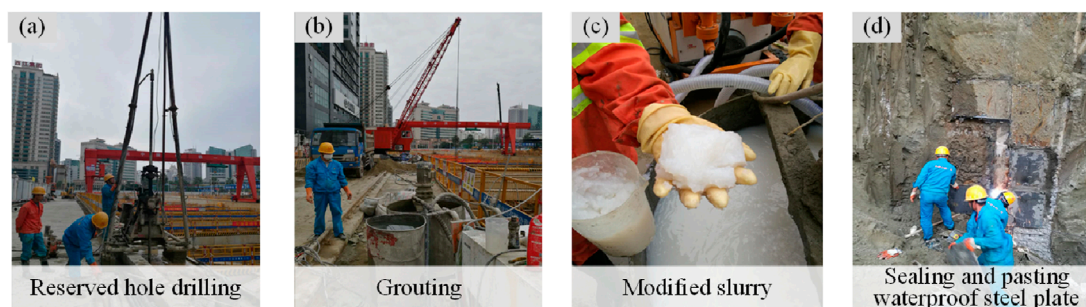 (a)
Reserved hole drilling
(b)
Grouting
(c)
Modified slurry
(d)
Sealing and pasting
waterproof steel plate